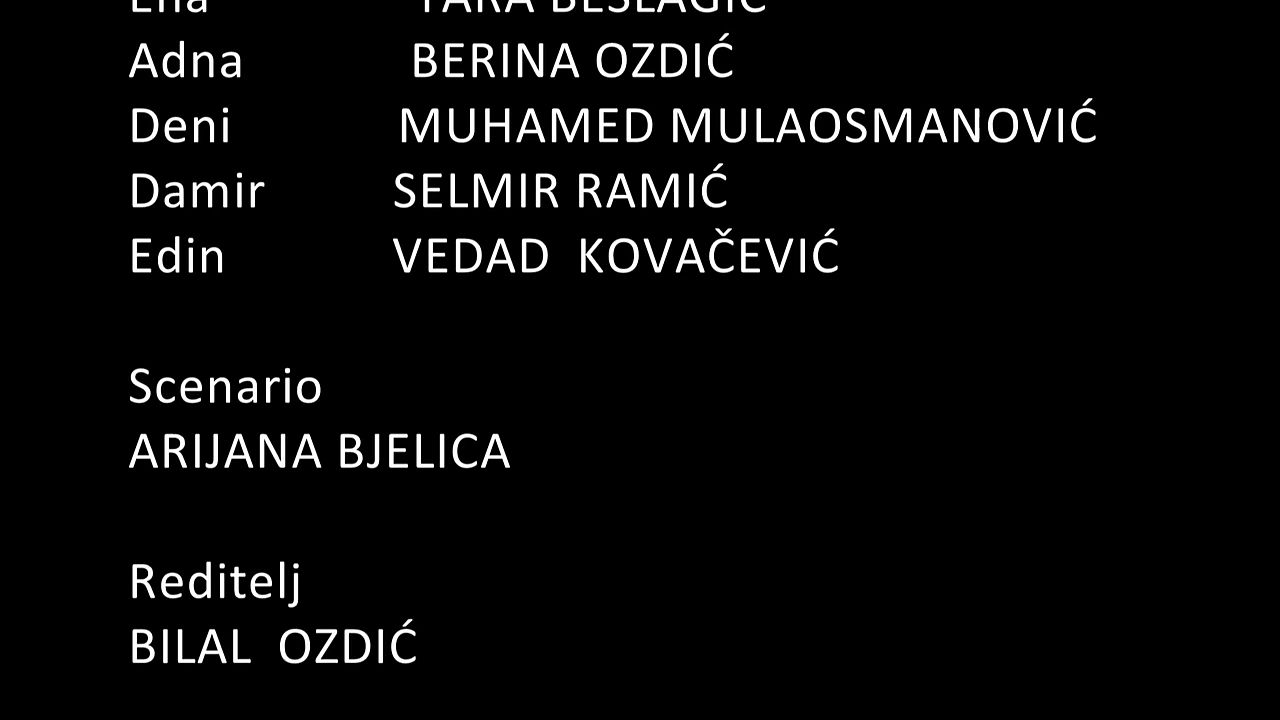 Adna BERINA OZDIĆ
Deni MUHAMED MULAOSMANOVIĆ
Damir SELMIR RAMIĆ
Edin VEDAD KOVAČEVIĆ
Scenario
ARIJANA BJELICA
Reditelj
BILAL OZDIĆ